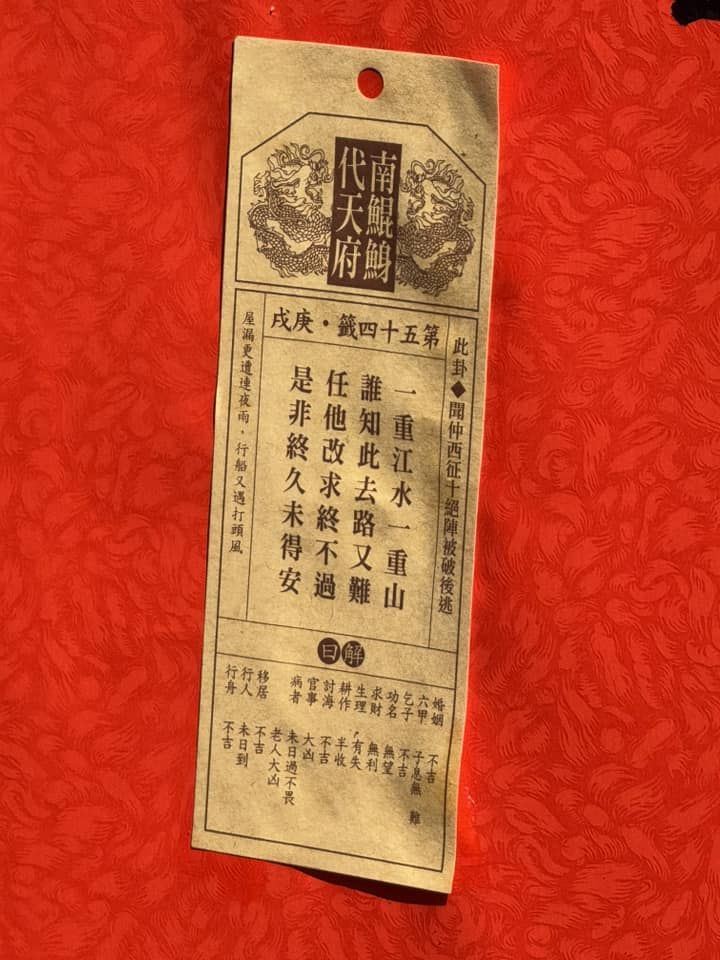 南鯤鯓
代天府
第五十四籤・庚戌
此卦◆聞仲西征十絕陣被破後逃
一重江水一重山
誰知此去路又難
任他改求終不過
是非終久未得安
屋漏更遭連夜雨，行船又遇打頭風
解曰
婚姻 不吉
六甲 子息無 難
乞子 不吉
功名 無望
求財 無利
生理 有失
耕作 半收
討海 不吉
官事 大凶
病者 未日過不畏
老人大凶
移居 不吉
行人 未日到
行舟 不吉